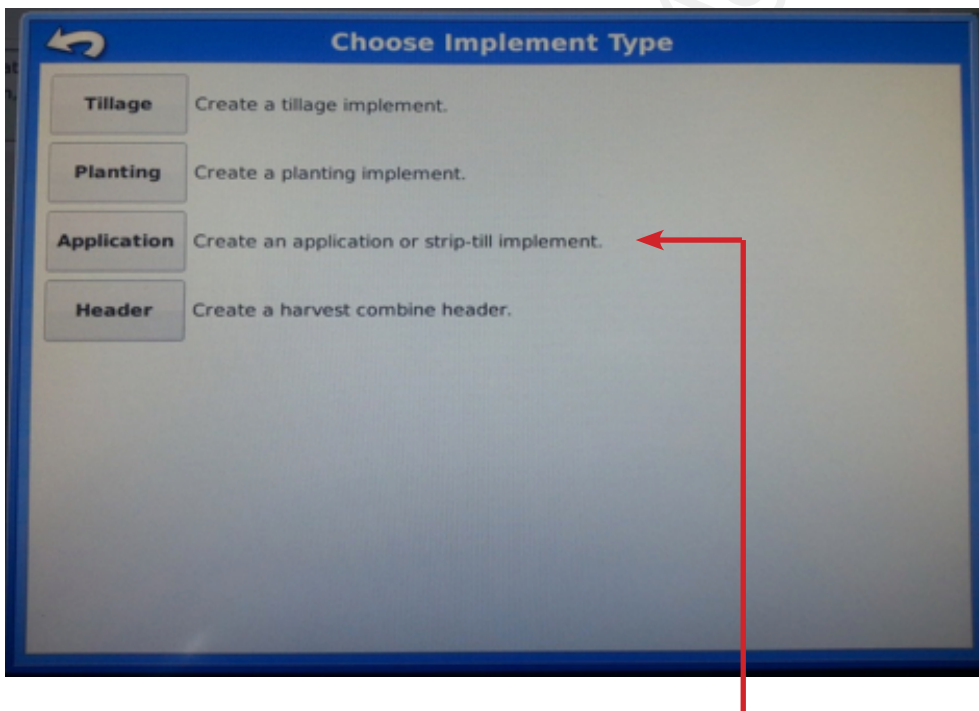 Choose Implement Type
Tillage Create a tillage implement.
Planting Create a planting implement.
Application Create an application or strip-till implement.
Header Create a harvest combine header.